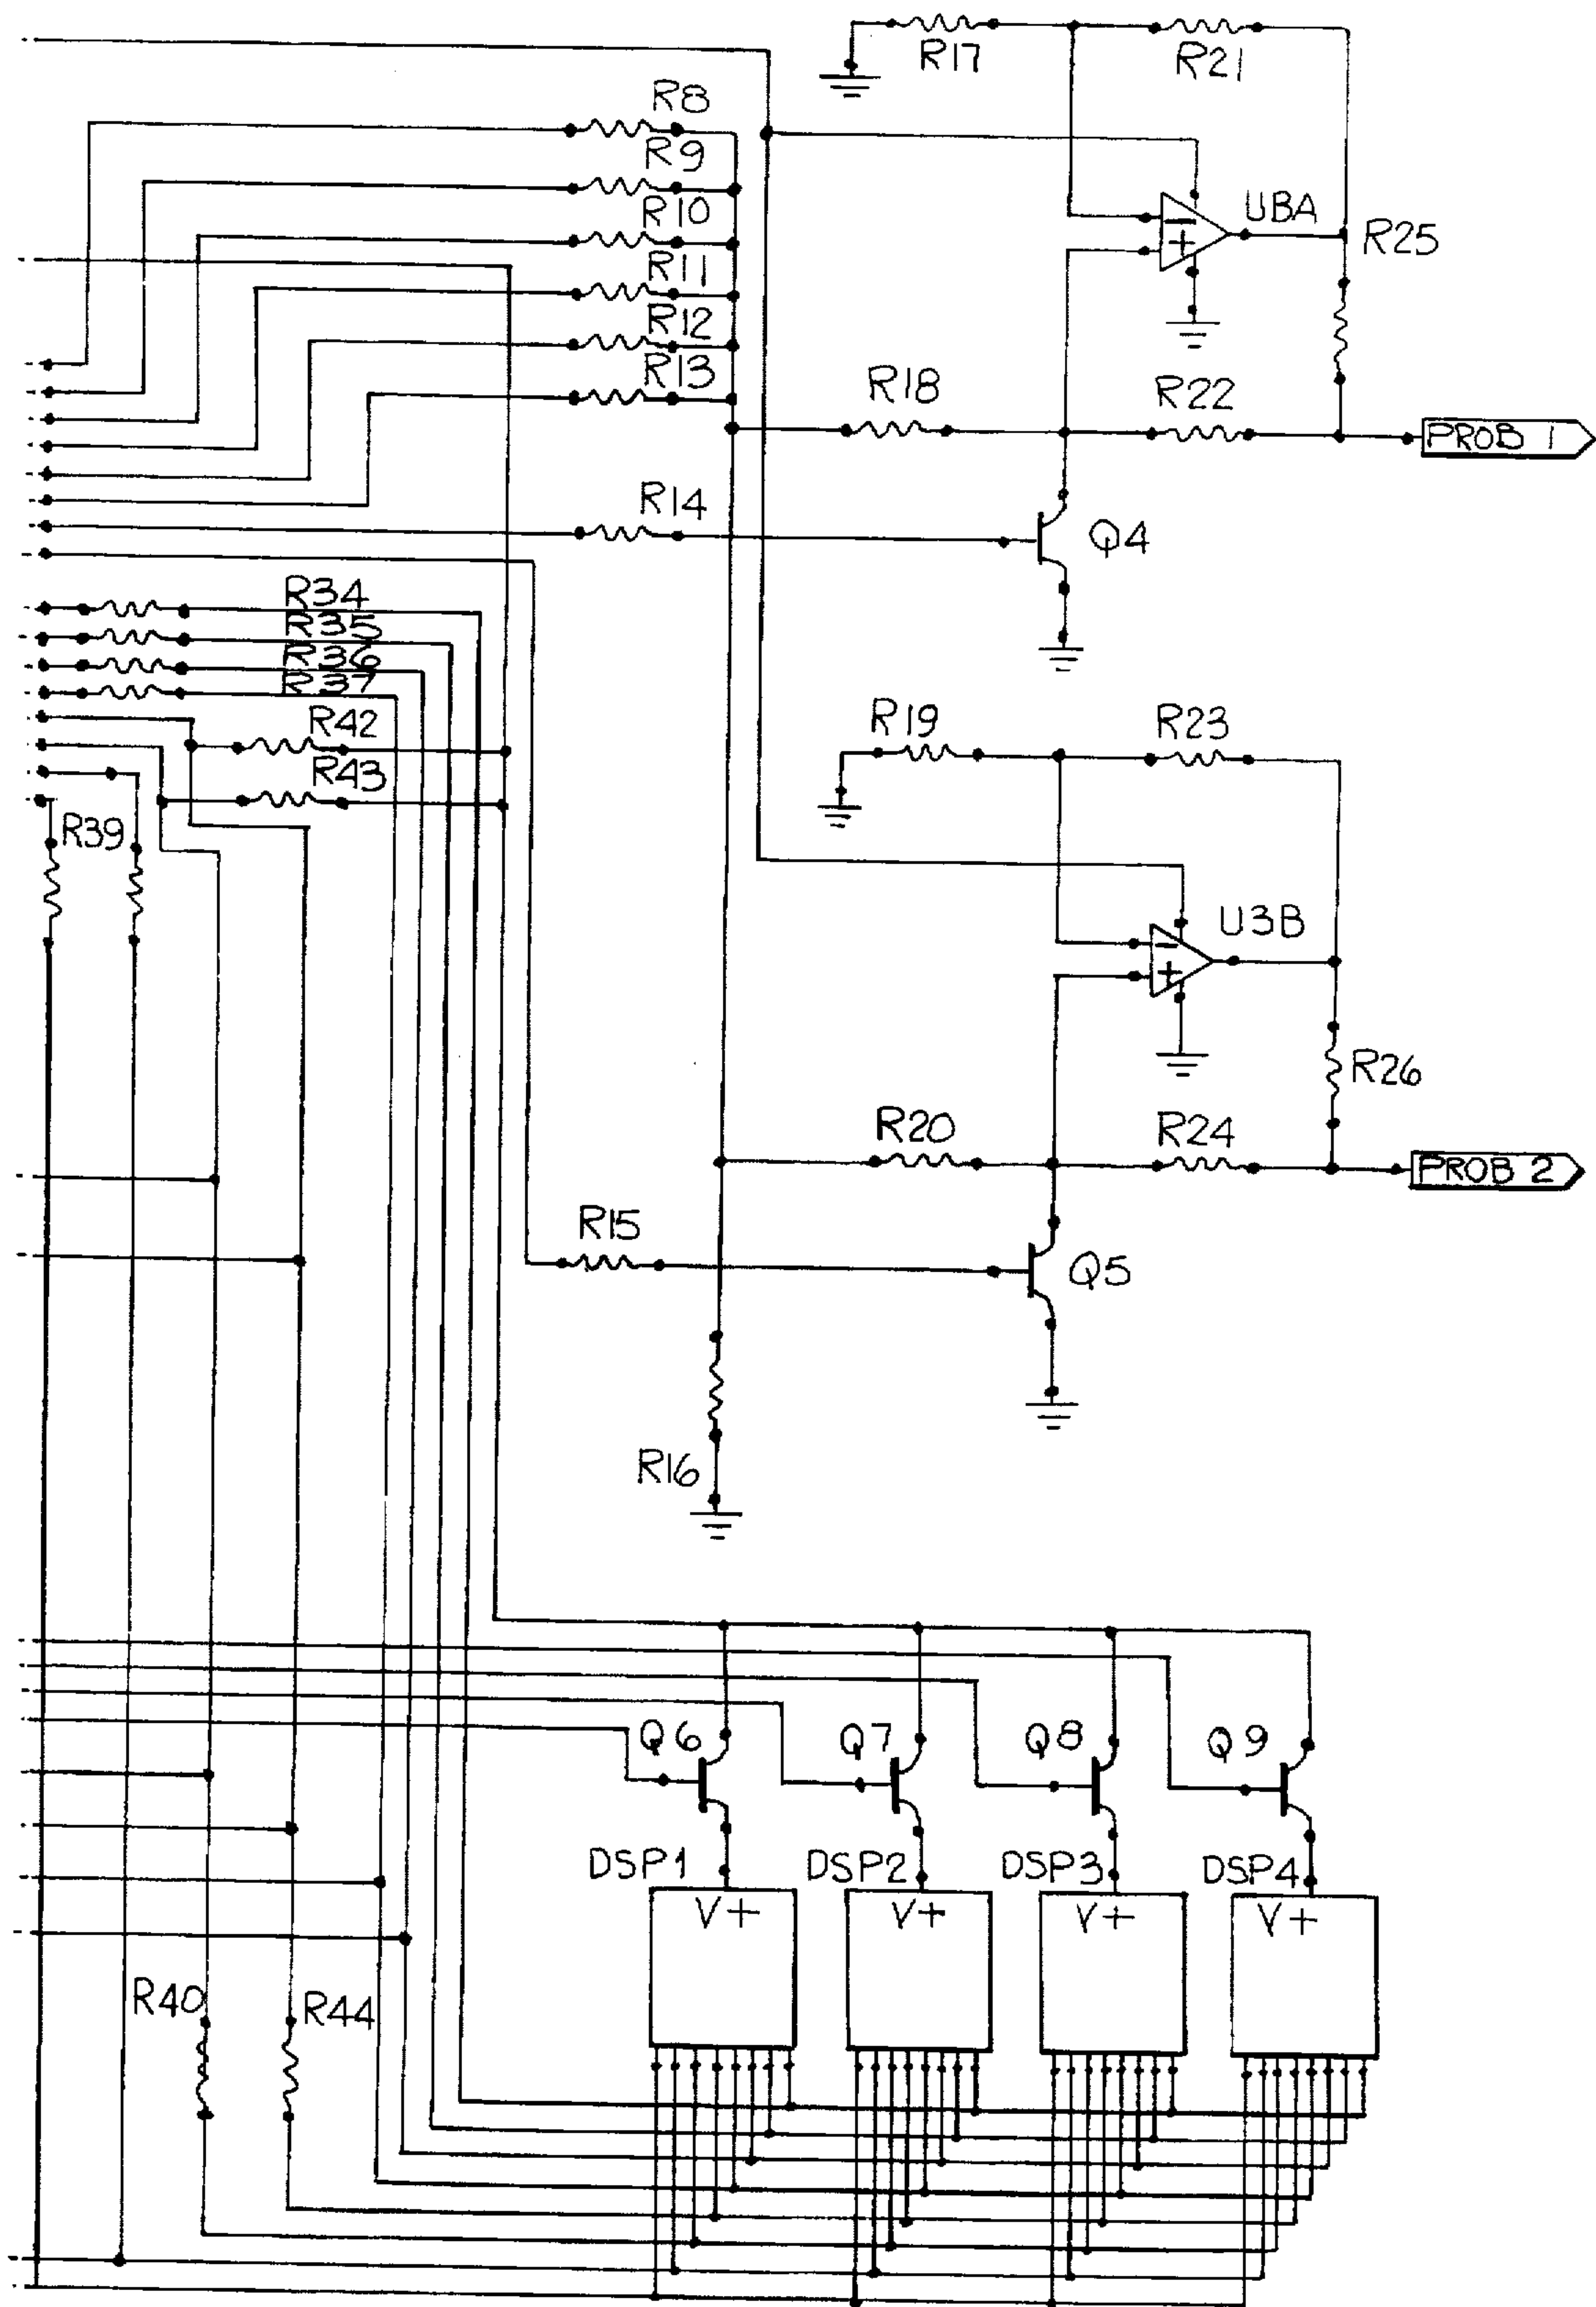 R17
R21
R8
R9
R10
R11
R12
R13
UBA
R25
R18
R22
PROB 1
R14
Q4
R34
R35
R36
R37
R42
R43
R39
R19
R23
U3B
R26
R20
R24
PROB 2
R15
Q5
R16
Q6
Q7
Q8
Q9
DSP1
DSP2
DSP3
DSP4
V+
V+
V+
V+
R40
R44